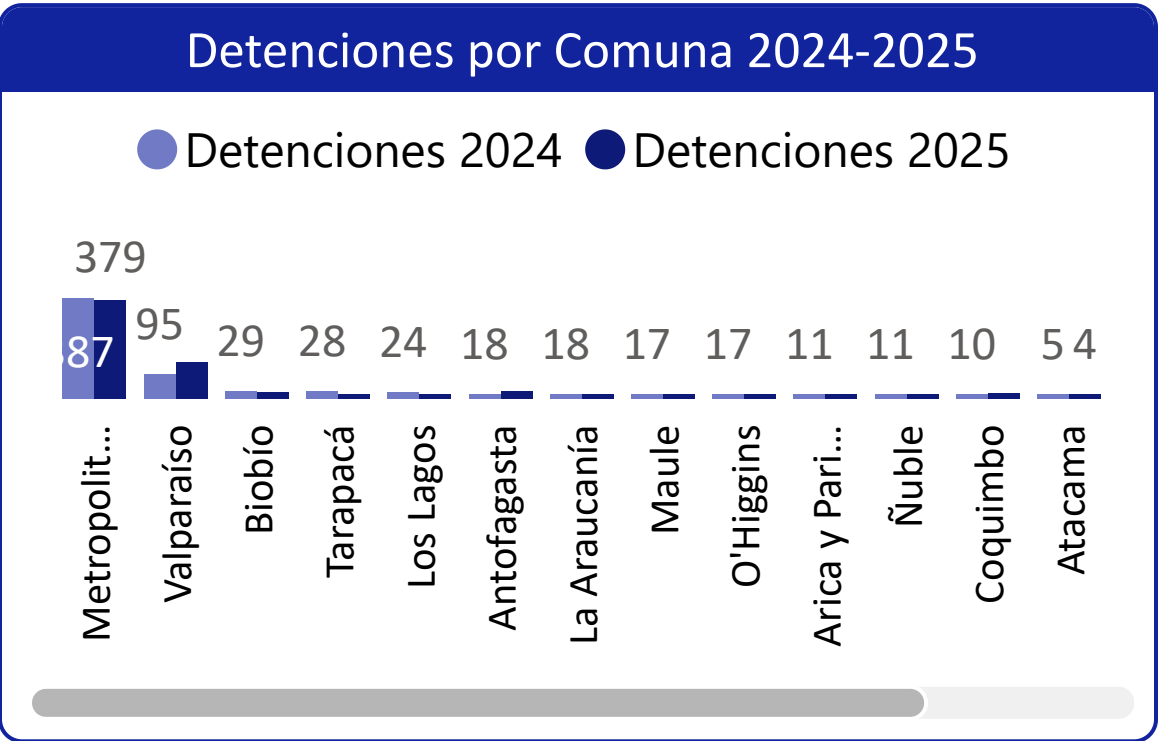 Detenciones por Comuna 2024-2025
Detenciones 2024 Detenciones 2025
379
87
95
29
28
24
18
18
17
17
11
11
10
5 4
Metropolit...
Valparaíso
Biobío
Tarapacá
Los Lagos
Antofagasta
La Araucanía
Maule
O'Higgins
Arica y Pari...
Ñuble
Coquimbo
Atacama